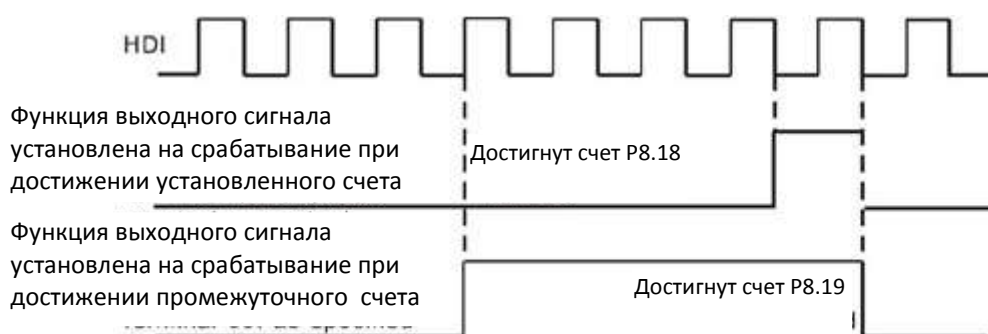 HDI
Функция выходного сигнала
установлена на срабатывание при
достижении установленного счета
Достигнут счет P8.18
Функция выходного сигнала
установлена на срабатывание при
достижении промежуточного счета
Достигнут счет P8.19